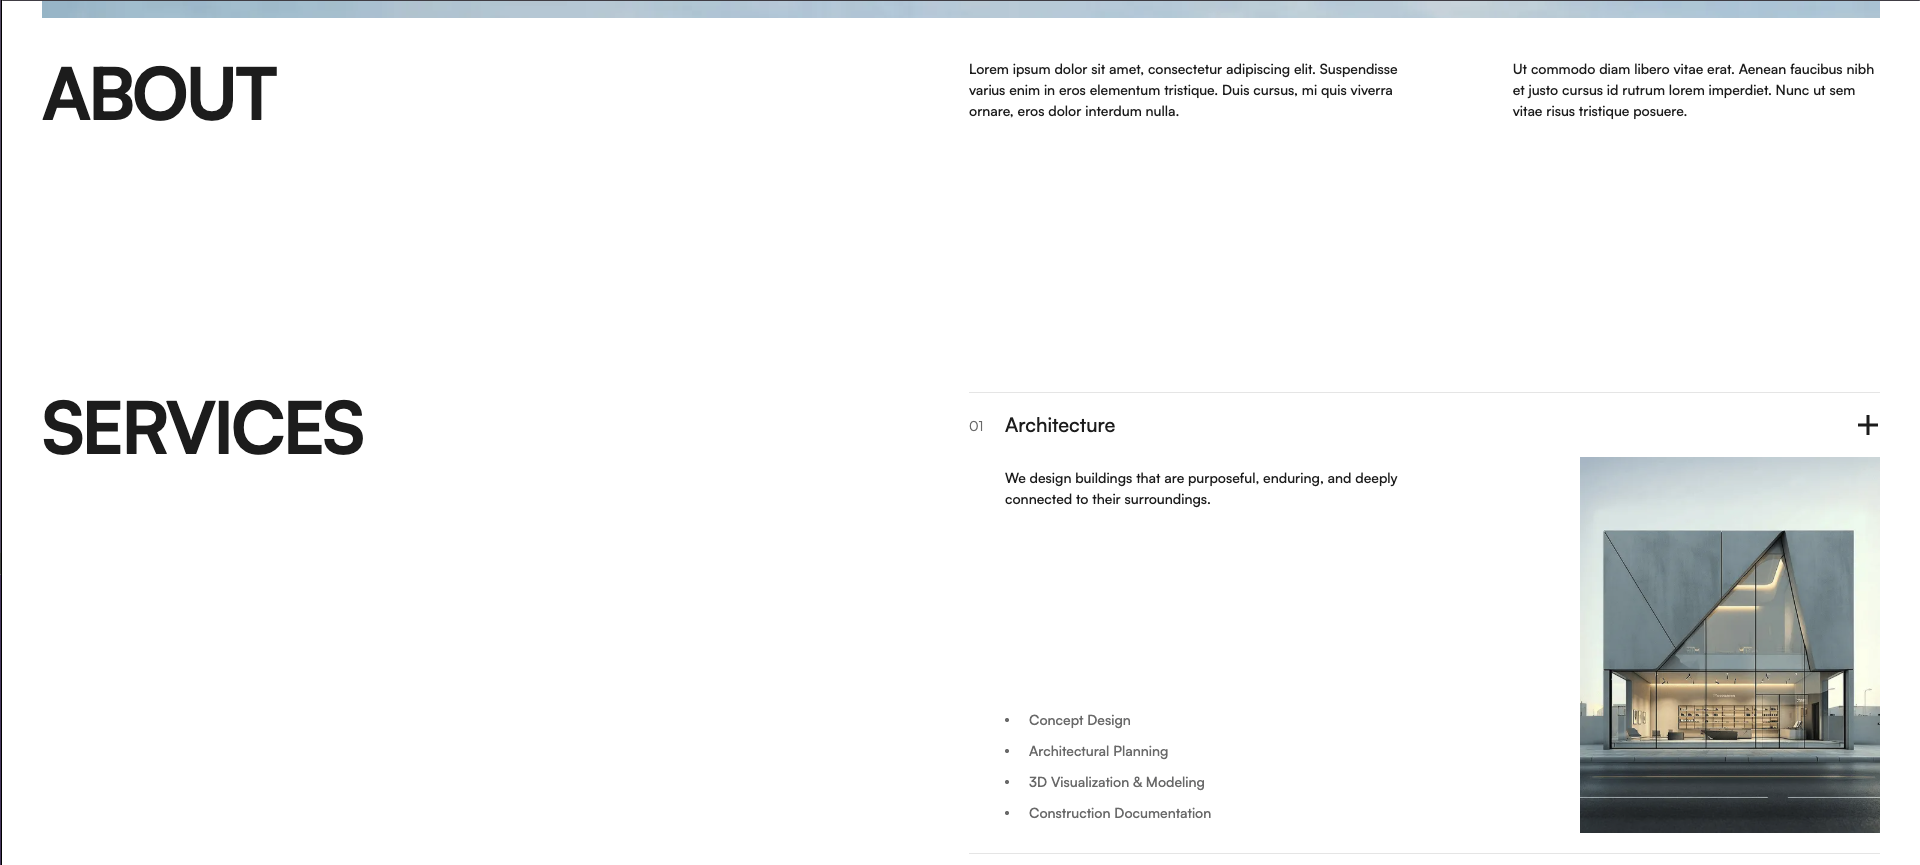 ABOUT
Lorem ipsum dolor sit amet, consectetur adipiscing elit. Suspendisse
varius enim in eros elementum tristique. Duis cursus, mi quis viverra
ornare, eros dolor interdum nulla.
Ut commodo diam libero vitae erat. Aenean faucibus nibh
et justo cursus id rutrum lorem imperdiet. Nunc ut sem
vitae risus tristique posuere.
SERVICES
01 Architecture
We design buildings that are purposeful, enduring, and deeply
connected to their surroundings.
• Concept Design
• Architectural Planning
• 3D Visualization & Modeling
• Construction Documentation